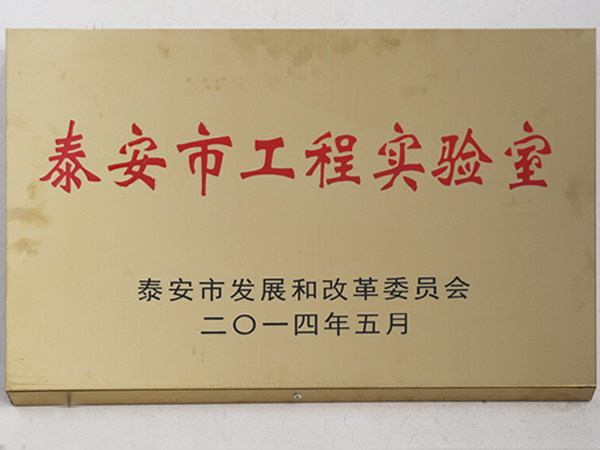 泰安市工程实验室
泰安市发展和改革委员会
二〇一四年五月